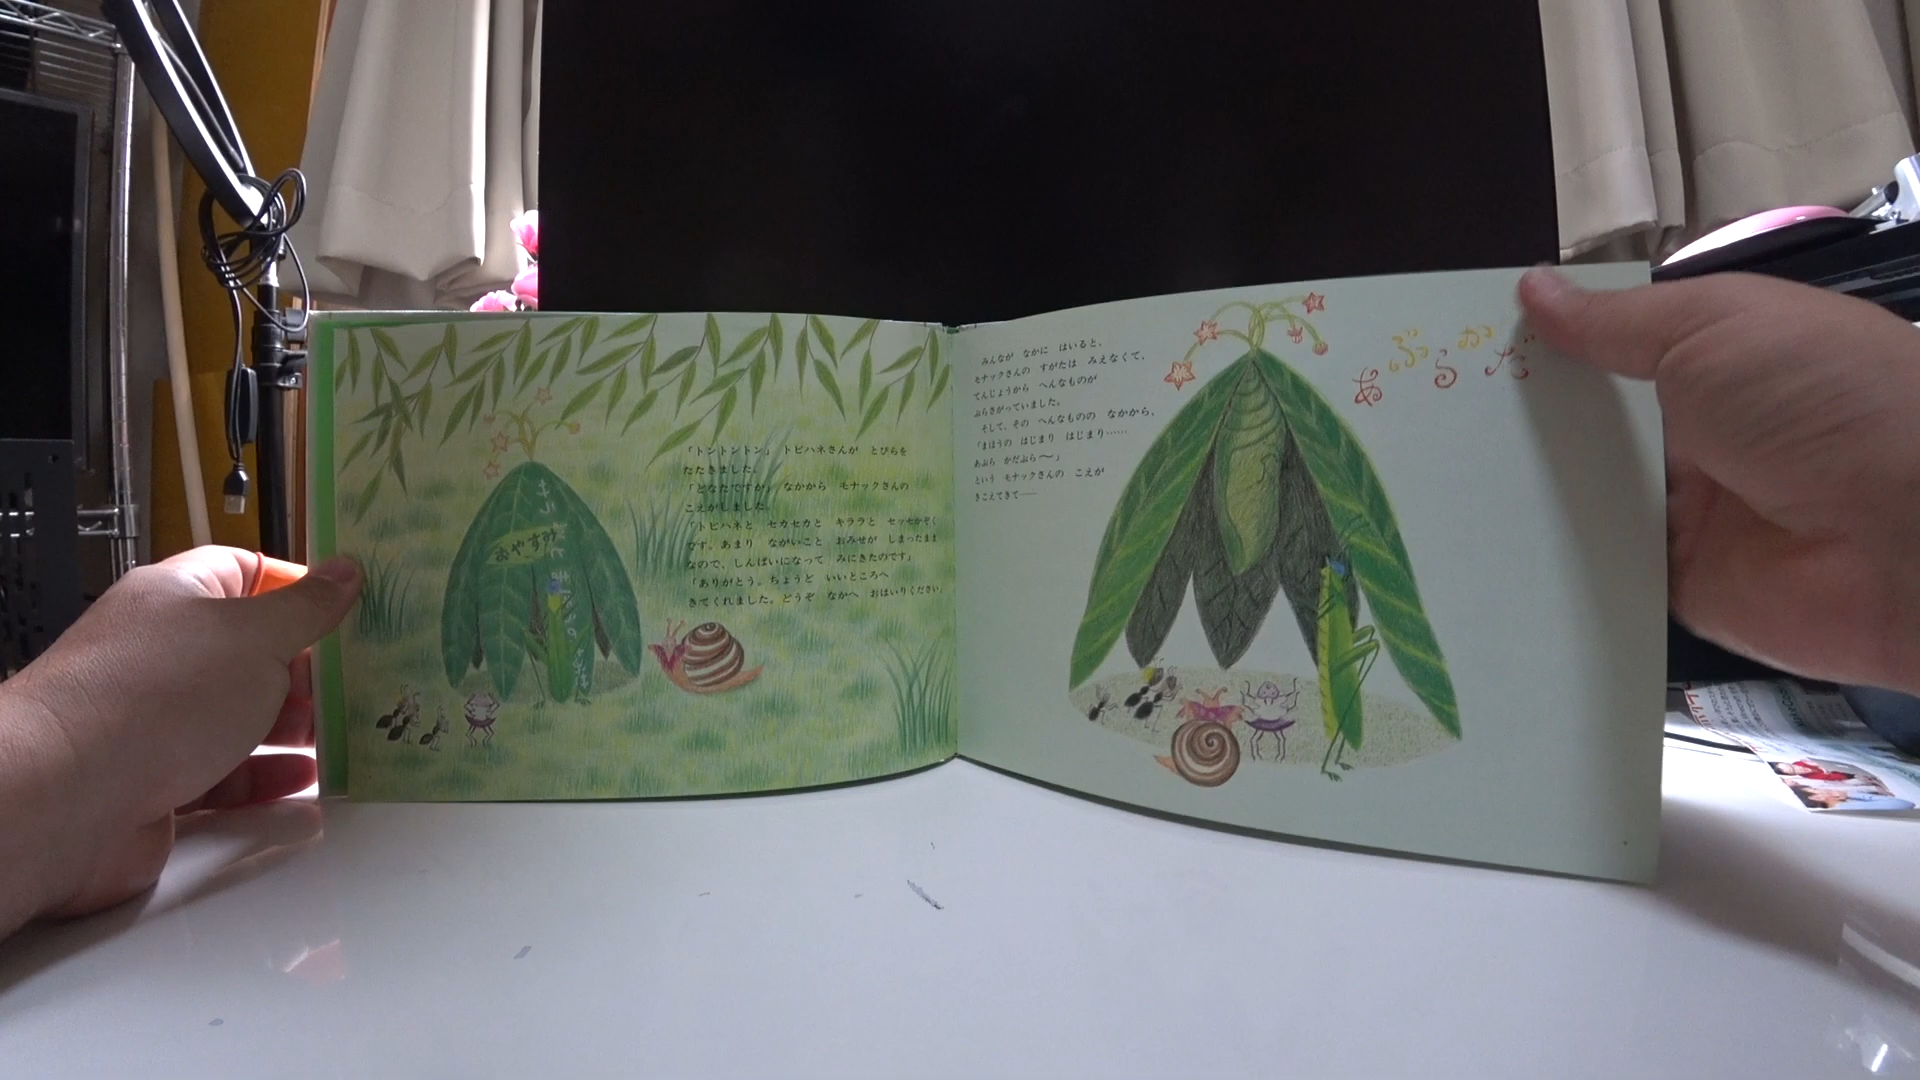 「トントントン」 トビハネさんが とびらを
たたきました。
「どなたですか」 なかから モナックさんの
こえがしました。
「トビハネと セカセカと キララと セッセかぞく
です。あまり ながいこと おみせが しまったまま
なので、しんぱいになって みにきたのです」
「ありがとう。ちょうど いいところへ
きてくれました。どうぞ なかへ おはいりください」
おやすみ
みんなが なかに はいると、
モナックさんの すがたは みえなくて、
てんじょうから へんなものが
ぶらさがっていました。
そして、その へんなものの なかから、
「まほうの はじまり はじまり……
あぶら かだぶら〜」
という モナックさんの こえが
きこえてきて——
あぶらかだ